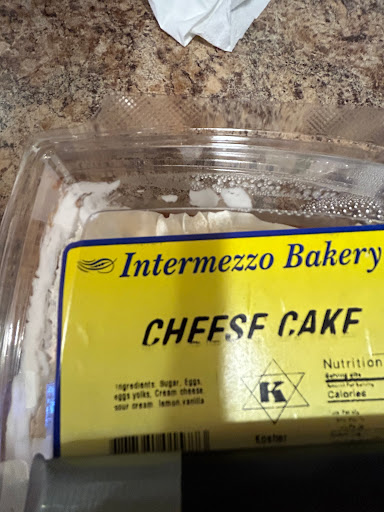 Intermezzo Bakery
CHEESE CAKE
Ingredients: Sugar, Eggs,
eggs yolks, Cream cheese,
sour cream. lemon,vanilla
K
Kosher
Nutrition
Calories